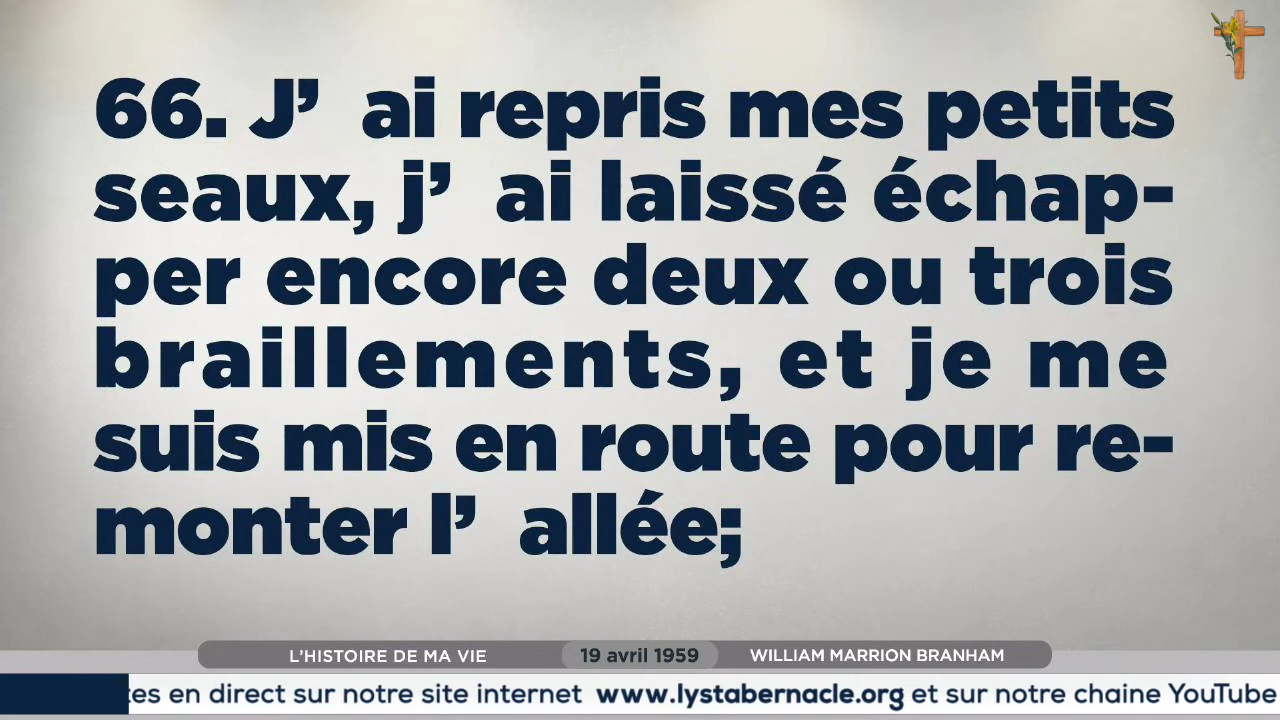 66. J’ ai repris mes petits
seaux, j’ ai laissé échap-
per encore deux ou trois
braillements, et je me
suis mis en route pour re-
monter l’ allée;
L’HISTOIRE DE MA VIE 19 avril 1959 WILLIAM MARRION BRANHAM
en direct sur notre site internet www.lystabernacle.org et sur notre chaine YouTube